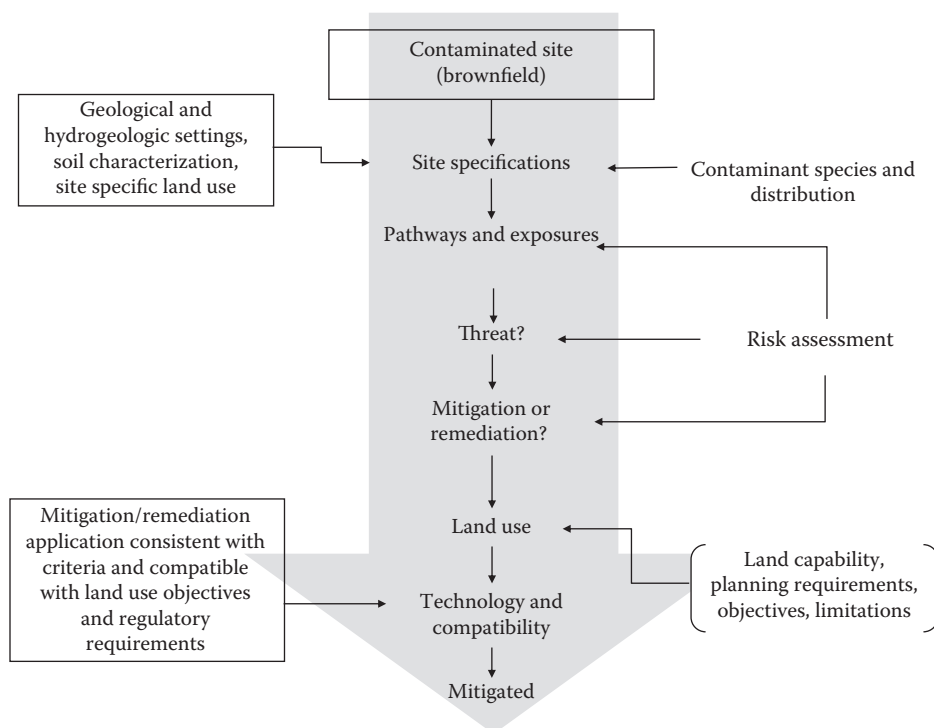 Contaminated site
(brownfield)
Geological and
hydrogeologic settings,
soil characterization,
site specific land use
Site specifications
Contaminant species and
distribution
Pathways and exposures
Threat?
Risk assessment
Mitigation or
remediation?
Land use
Mitigation/remediation
application consistent with
criteria and compatible
with land use objectives
and regulatory
requirements
Land capability,
planning requirements,
objectives, limitations
Technology and
compatibility
Mitigated